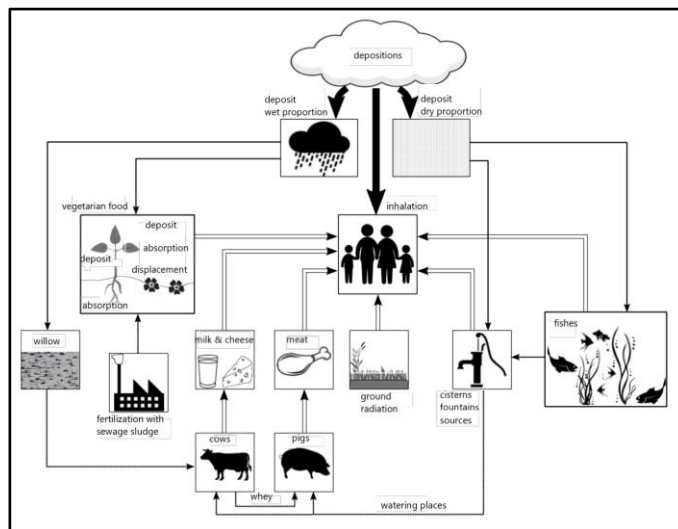 depositions
deposit
wet proportion
deposit
dry proportion
vegetarian food
inhalation
deposit
absorption
deposit
displacement
absorption
willow
milk & cheese
meat
fishes
fertilization with
sewage sludge
ground
radiation
cisterns
fountains
sources
cows
pigs
whey
watering places